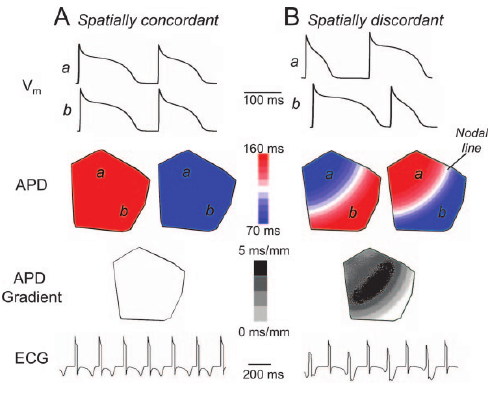 A Spatially concordant
B Spatially discordant
a
a
Vm
b
b
100 ms
Nodal
line
160 ms
APD
a
b
a
b
70 ms
5 ms/mm
APD
Gradient
0 ms/mm
ECG
200 ms